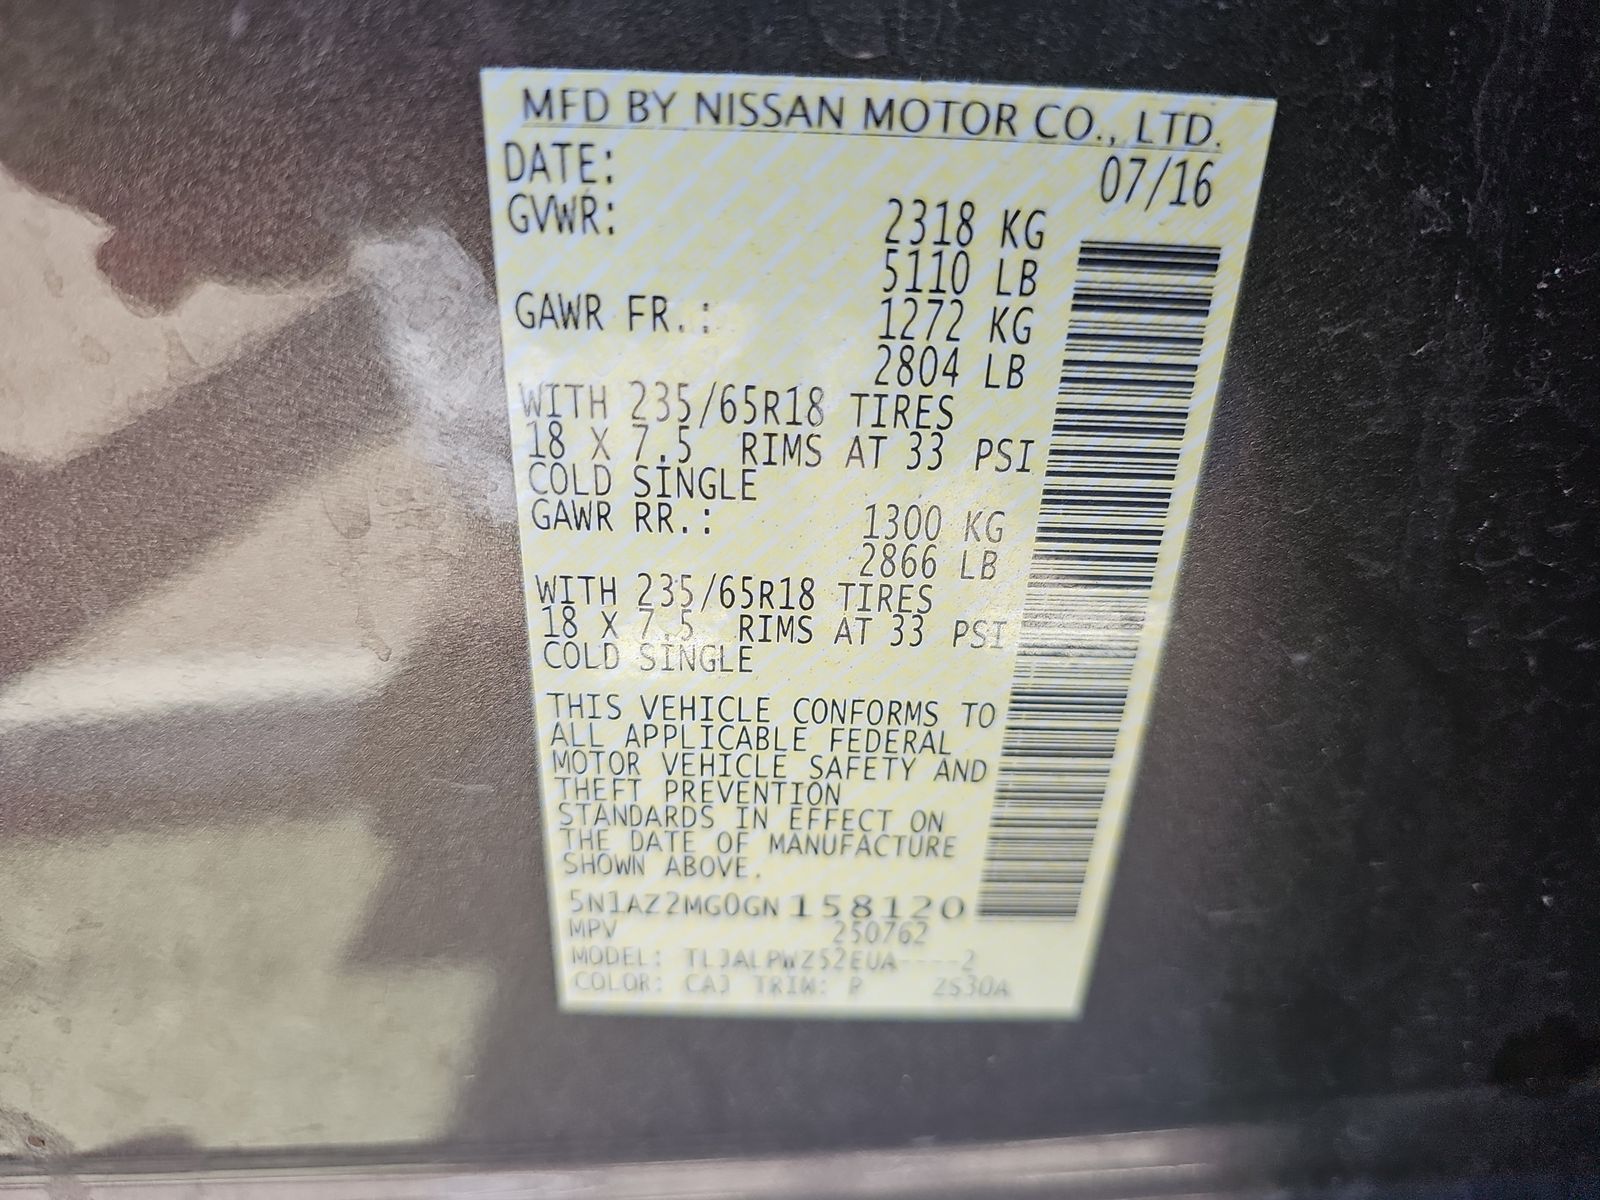 MFD BY NISSAN MOTOR CO., LTD.
DATE: 07/16
GVWR: 2318 KG
5110 LB
GAWR FR.: 1272 KG
2804 LB
WITH 235/65R18 TIRES
18 X 7.5 RIMS AT 33 PSI
COLD SINGLE
GAWR RR.: 1300 KG
2866 LB
WITH 235/65R18 TIRES
18 X 7.5 RIMS AT 33 PSI
COLD SINGLE
THIS VEHICLE CONFORMS TO
ALL APPLICABLE FEDERAL
MOTOR VEHICLE SAFETY AND
THEFT PREVENTION
STANDARDS IN EFFECT ON
THE DATE OF MANUFACTURE
SHOWN ABOVE.
5N1AZ2MG0GN158120
MPV 250762
MODEL: TLJALPWZ52EUA----2
COLOR: CAJ TRIM: P ZS30A